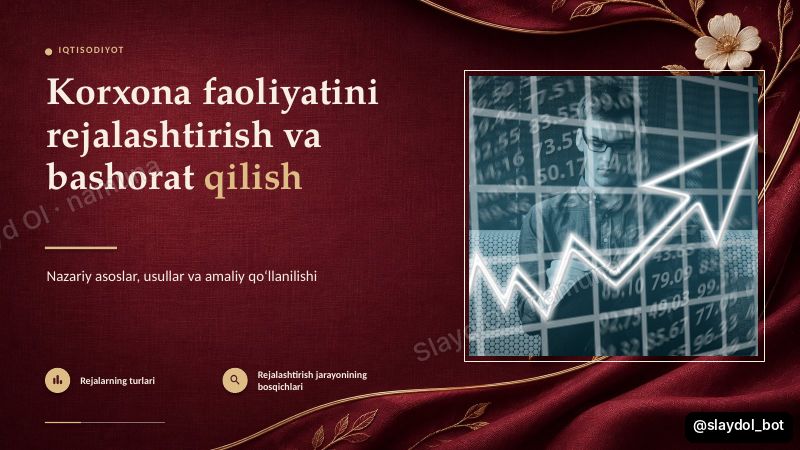 IQTISODIYOT
Korxona faoliyatini
rejalashtirish va
bashorat qilish
Nazariy asoslar, usullar va amaliy qo‘llanilishi
Rejalarning turlari
Rejalashtirish jarayonining
bosqichlari
@slaydol_bot